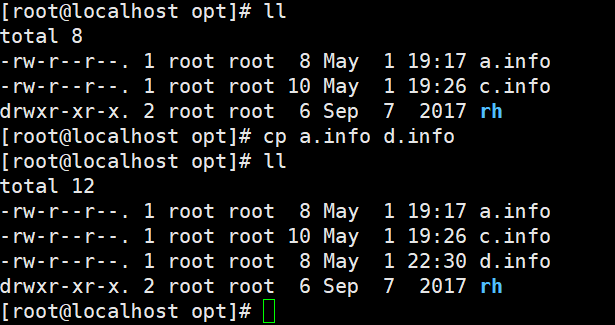 [root@localhost opt]# ll
total 8
-rw-r--r--. 1 root root  8 May  1 19:17 a.info
-rw-r--r--. 1 root root 10 May  1 19:26 c.info
drwxr-xr-x. 2 root root  6 Sep  7  2017 rh
[root@localhost opt]# cp a.info d.info
[root@localhost opt]# ll
total 12
-rw-r--r--. 1 root root  8 May  1 19:17 a.info
-rw-r--r--. 1 root root 10 May  1 19:26 c.info
-rw-r--r--. 1 root root  8 May  1 22:30 d.info
drwxr-xr-x. 2 root root  6 Sep  7  2017 rh
[root@localhost opt]#